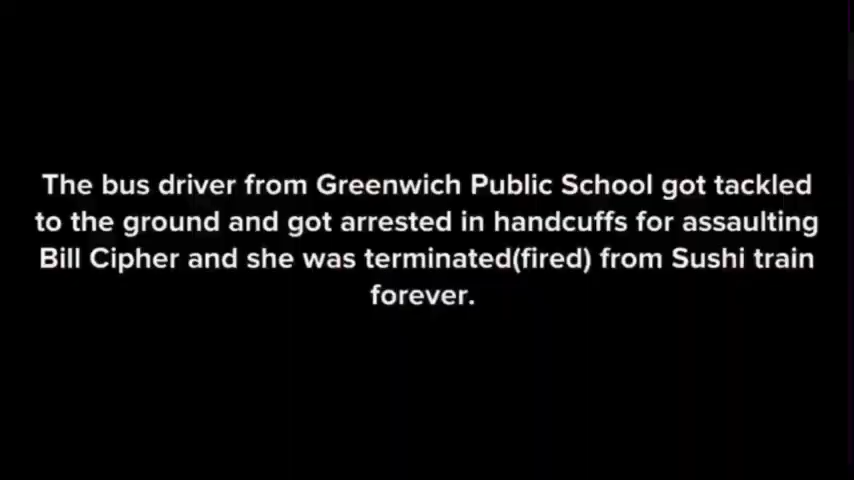 The bus driver from Greenwich Public School got tackled
to the ground and got arrested in handcuffs for assaulting
Bill Cipher and she was terminated(fired) from Sushi train
forever.